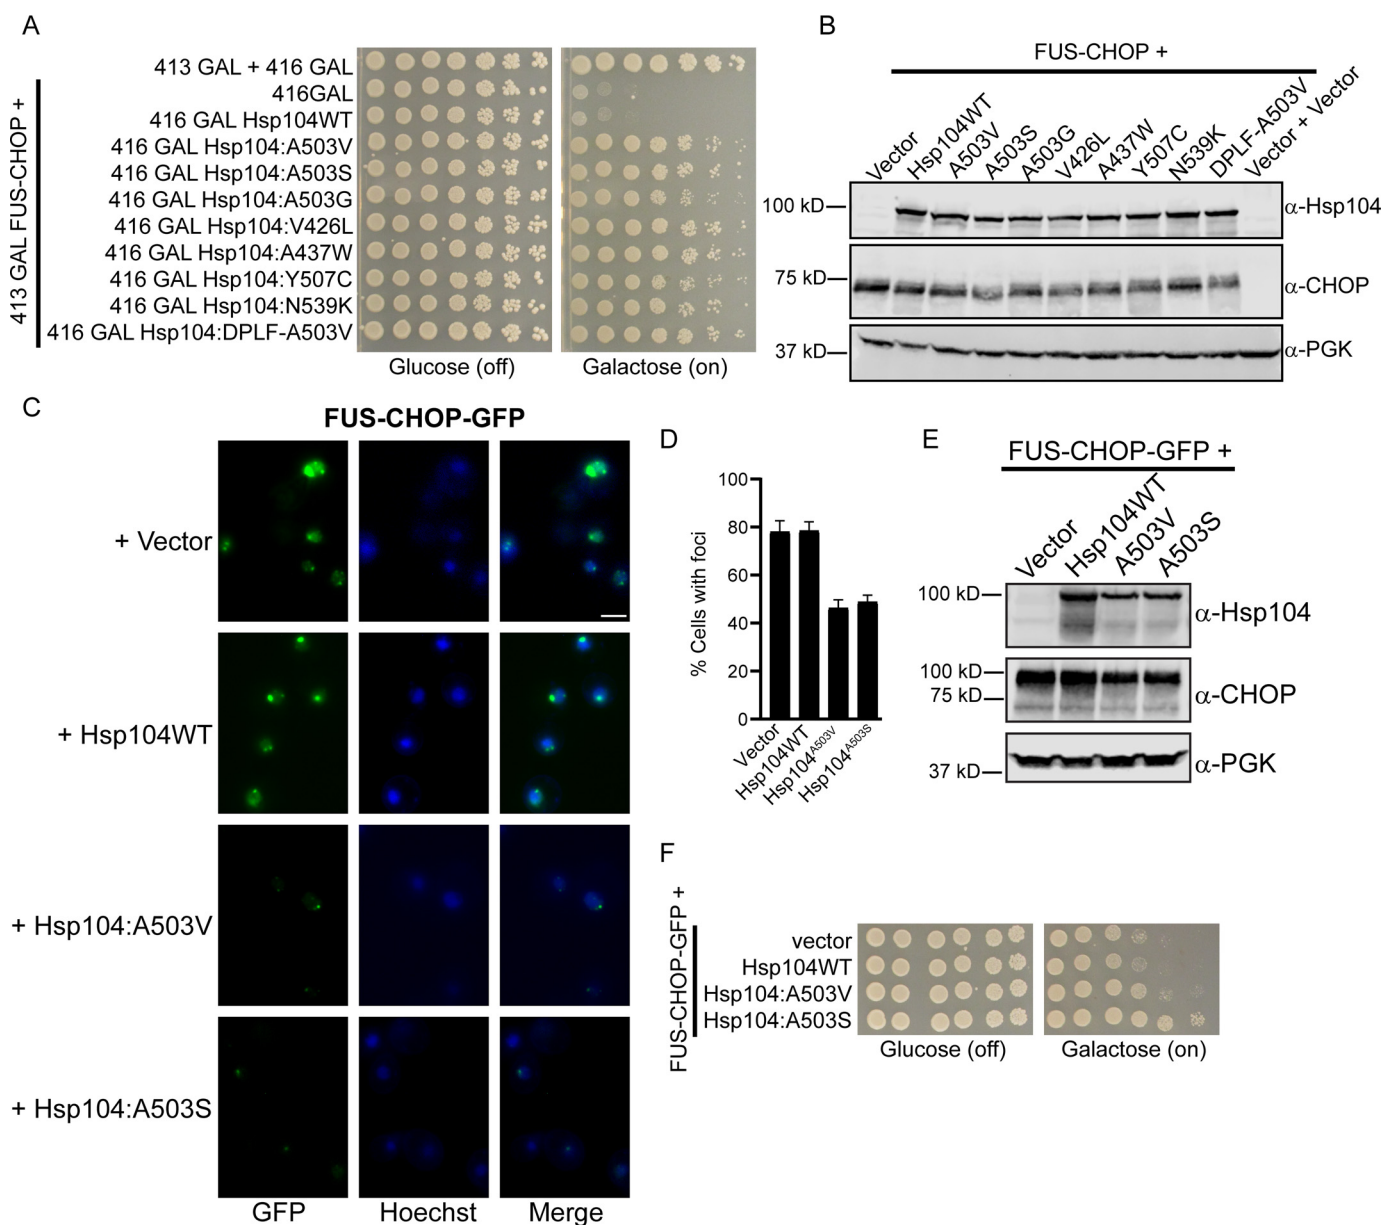 A
413 GAL + 416 GAL
413 GAL FUS-CHOP +
416GAL
416 GAL Hsp104WT
416 GAL Hsp104:A503V
416 GAL Hsp104:A503S
416 GAL Hsp104:A503G
416 GAL Hsp104:V426L
416 GAL Hsp104:A437W
416 GAL Hsp104:Y507C
416 GAL Hsp104:N539K
416 GAL Hsp104:DPLF-A503V
Glucose (off)
Galactose (on)
B
FUS-CHOP +
Vector
Hsp104WT
A503V
A503S
A503G
V426L
A437W
Y507C
N539K
DPLF-A503V
Vector + Vector
100 kD
α-Hsp104
75 kD
α-CHOP
37 kD
α-PGK
C
FUS-CHOP-GFP
+ Vector
+ Hsp104WT
+ Hsp104:A503V
+ Hsp104:A503S
GFP
Hoechst
Merge
D
% Cells with foci
100
80
60
40
20
0
Vector
Hsp104WT
Hsp104A503V
Hsp104A503S
E
FUS-CHOP-GFP +
Vector
Hsp104WT
A503V
A503S
100 kD
α-Hsp104
100 kD
75 kD
α-CHOP
37 kD
α-PGK
F
FUS-CHOP-GFP +
vector
Hsp104WT
Hsp104:A503V
Hsp104:A503S
Glucose (off)
Galactose (on)